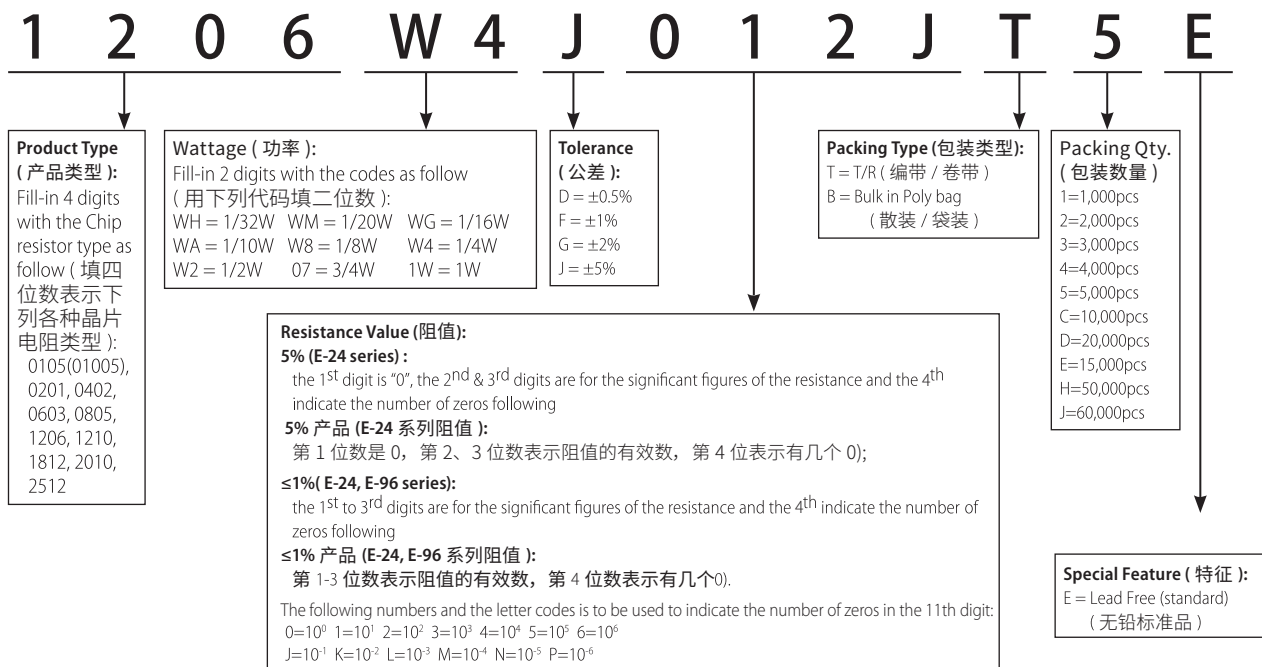 1 2 0 6 W 4 J 0 1 2 J T 5 E
Product Type
( 产品类型 ):
Fill-in 4 digits
with the Chip
resistor type as
follow ( 填四
位数表示下
列各种晶片
电阻类型 ):
0105(01005),
0201, 0402,
0603, 0805,
1206, 1210,
1812, 2010,
2512
Wattage ( 功率 ):
Fill-in 2 digits with the codes as follow
( 用下列代码填二位数 ):
WH = 1/32W WM = 1/20W WG = 1/16W
WA = 1/10W W8 = 1/8W W4 = 1/4W
W2 = 1/2W 07 = 3/4W 1W = 1W
Tolerance
( 公差 ):
D = ±0.5%
F = ±1%
G = ±2%
J = ±5%
Packing Type (包装类型):
T = T/R ( 编带 / 卷带 )
B = Bulk in Poly bag
( 散装 / 袋装 )
Packing Qty.
( 包装数量 )
1=1,000pcs
2=2,000pcs
3=3,000pcs
4=4,000pcs
5=5,000pcs
C=10,000pcs
D=20,000pcs
E=15,000pcs
H=50,000pcs
J=60,000pcs
Resistance Value (阻值):
5% (E-24 series) :
the 1st digit is “0”, the 2nd & 3rd digits are for the significant figures of the resistance and the 4th
indicate the number of zeros following
5% 产品 (E-24 系列阻值 ):
第 1 位数是 0，第 2、3 位数表示阻值的有效数，第 4 位表示有几个 0);
≤1%( E-24, E-96 series):
the 1st to 3rd digits are for the significant figures of the resistance and the 4th indicate the number of
zeros following
≤1% 产品 (E-24, E-96 系列阻值 ):
第 1-3 位数表示阻值的有效数，第 4 位数表示有几个0).
The following numbers and the letter codes is to be used to indicate the number of zeros in the 11th digit:
0=10⁰ 1=10¹ 2=10² 3=10³ 4=10⁴ 5=10⁵ 6=10⁶
J=10⁻¹ K=10⁻² L=10⁻³ M=10⁻⁴ N=10⁻⁵ P=10⁻⁶
Special Feature ( 特征 ):
E = Lead Free (standard)
( 无铅标准品 )